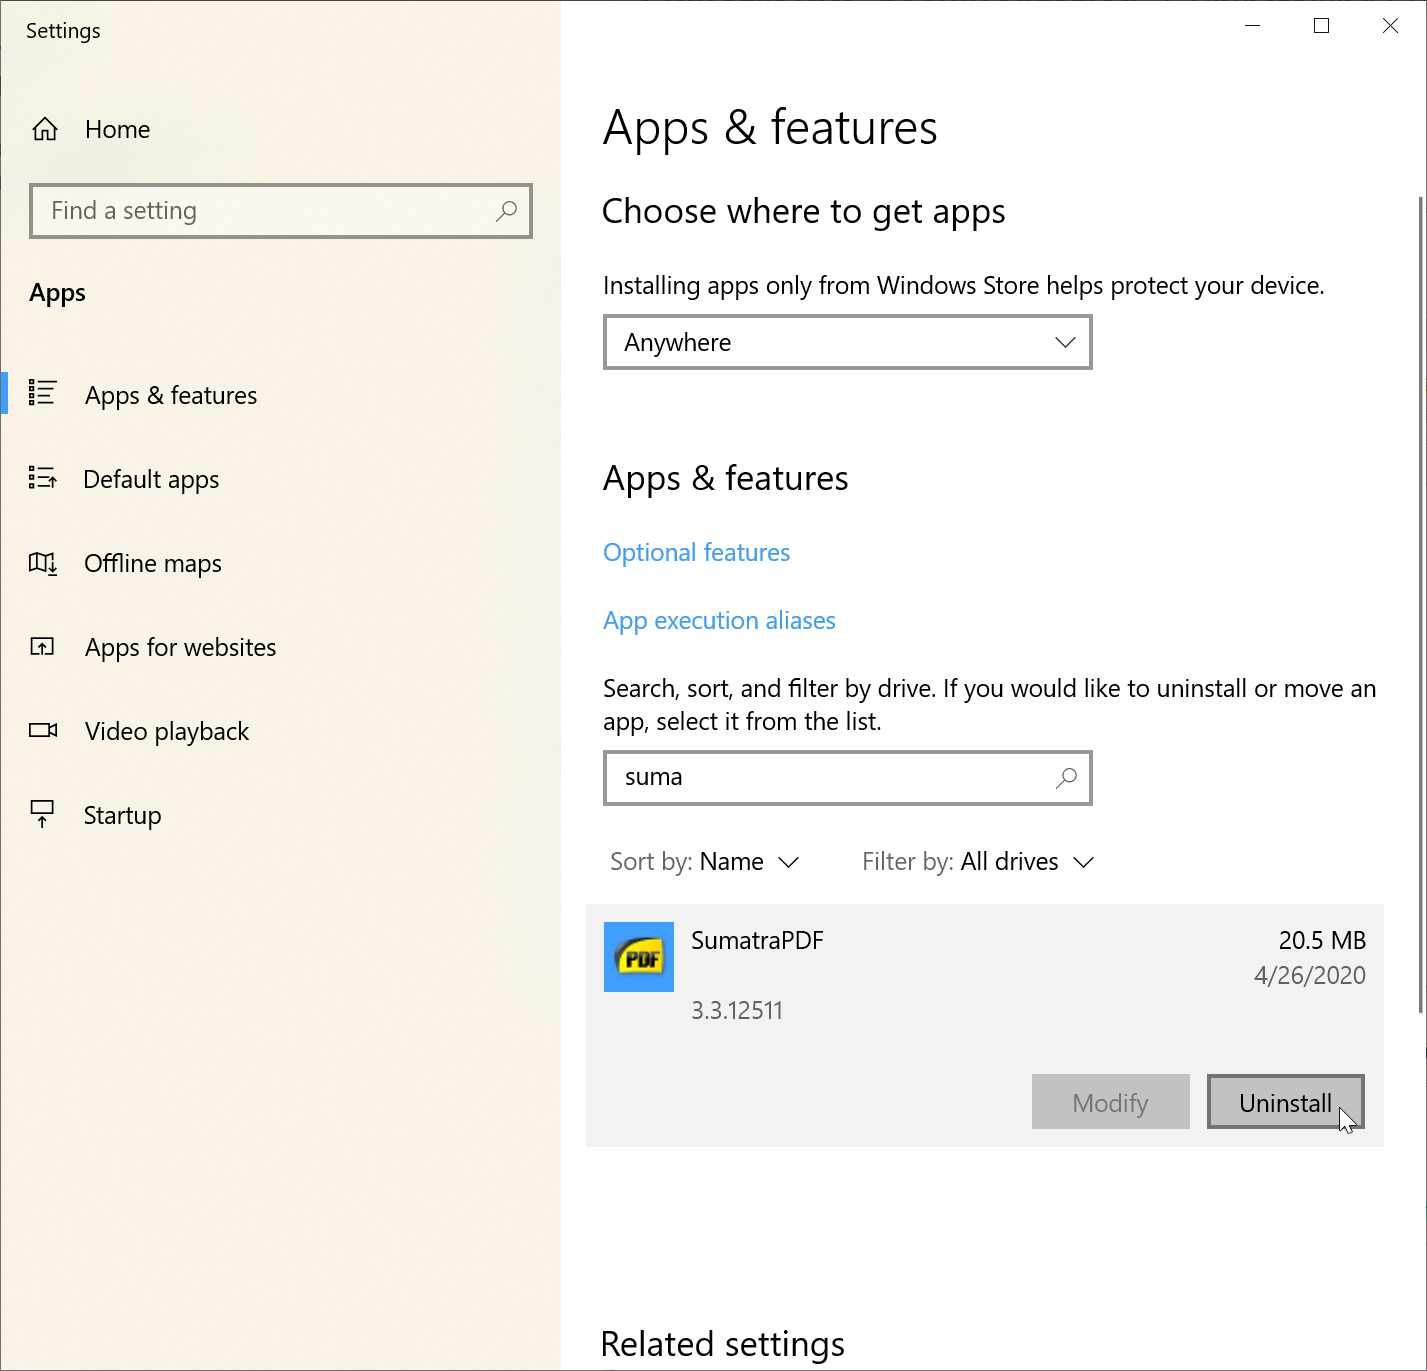 Settings
Home
Find a setting
Apps
Apps & features
Default apps
Offline maps
Apps for websites
Video playback
Startup
Apps & features
Choose where to get apps
Installing apps only from Windows Store helps protect your device.
Anywhere
Apps & features
Optional features
App execution aliases
Search, sort, and filter by drive. If you would like to uninstall or move an
app, select it from the list.
suma
Sort by: Name
Filter by: All drives
PDF
SumatraPDF
20.5 MB
4/26/2020
3.3.12511
Modify
Uninstall
Related settings